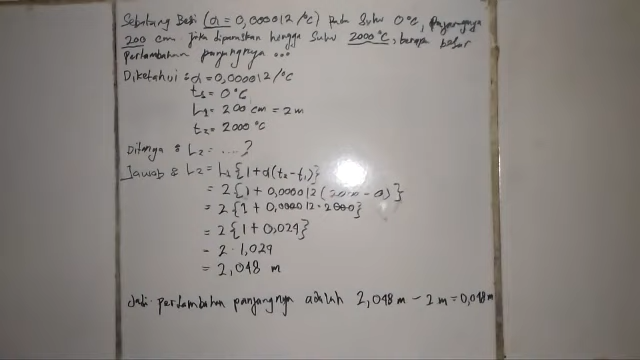 Sebatang Besi (α = 0,000012/°C) pada Suhu 0°C, panjangnya
200 cm. Jika dipanaskan hingga Suhu 2000°C, berapa besar
Pertambahan panjangnya ...
Diketahui : α = 0,000012/°C
t₁ = 0°C
L₁ = 200 cm = 2m
t₂ = 2000°C
Ditanya : L₂ = .... ?
Jawab : L₂ = L₁{1+α(t₂-t₁)}
= 2{1 + 0,000012(2000 - 0)}
= 2{1 + 0,000012 · 2000}
= 2{1 + 0,024}
= 2 · 1,024
= 2,048 m
Jadi pertambahan panjangnya adalah 2,048 m - 2 m = 0,048 m